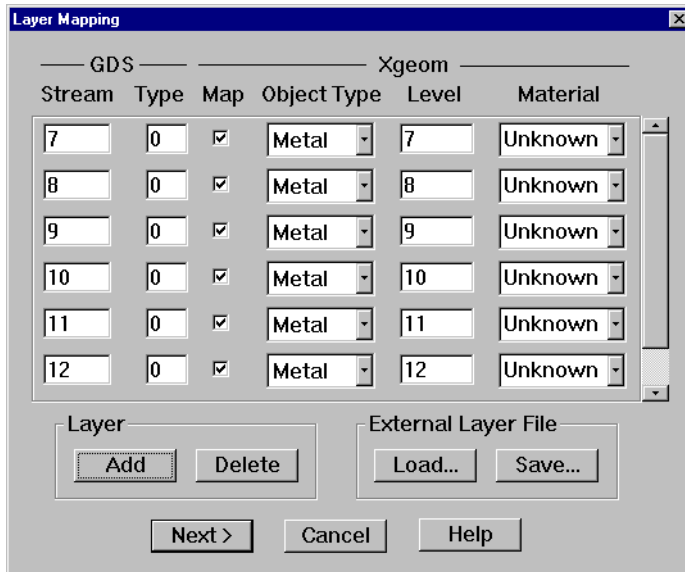 Layer Mapping
GDS Xgeom
Stream Type Map Object Type Level Material
7 0 Metal 7 Unknown
8 0 Metal 8 Unknown
9 0 Metal 9 Unknown
10 0 Metal 10 Unknown
11 0 Metal 11 Unknown
12 0 Metal 12 Unknown
Layer External Layer File
Add Delete Load... Save...
Next > Cancel Help